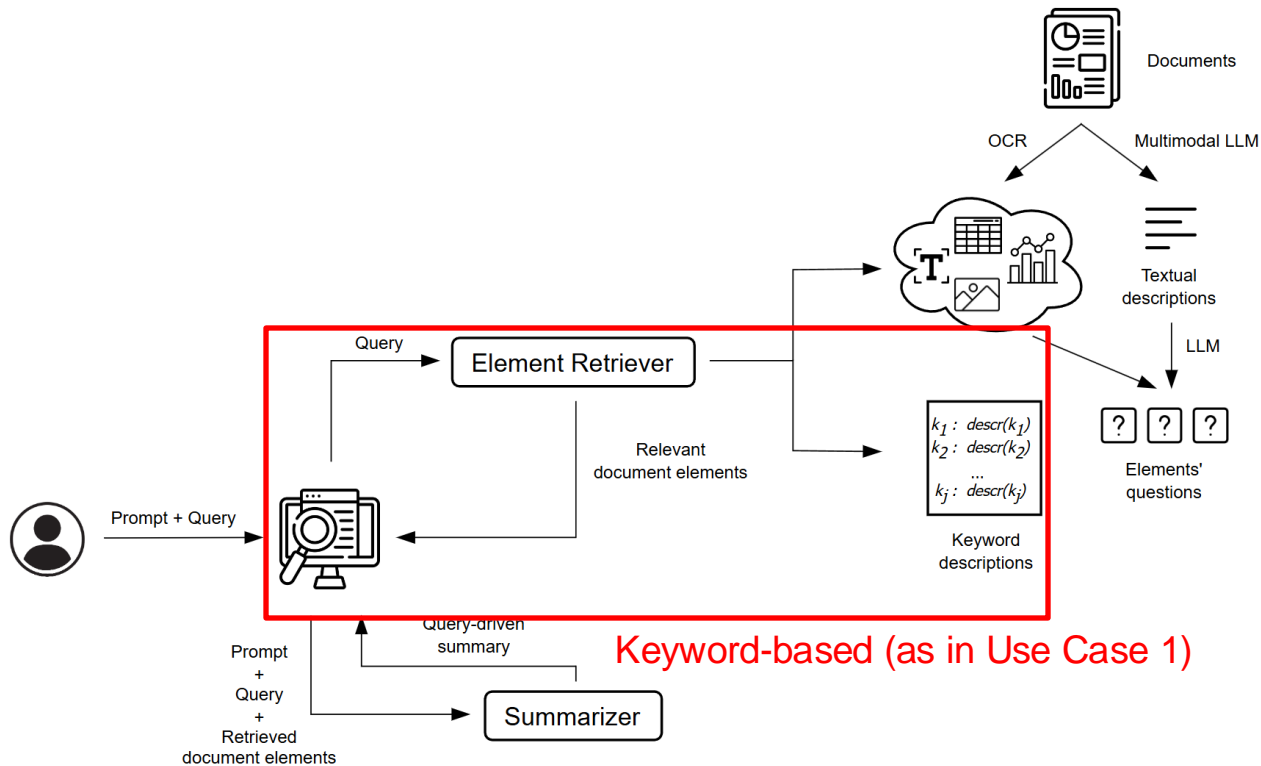 Documents
OCR
Multimodal LLM
T
Textual
descriptions
LLM
Query
Element Retriever
k1 : descr(k1)
k2 : descr(k2)
...
kj : descr(kj)
? ? ?
Relevant
document elements
Elements'
questions
Prompt + Query
Keyword
descriptions
Query-driven
summary
Keyword-based (as in Use Case 1)
Prompt
+
Query
+
Retrieved
document elements
Summarizer